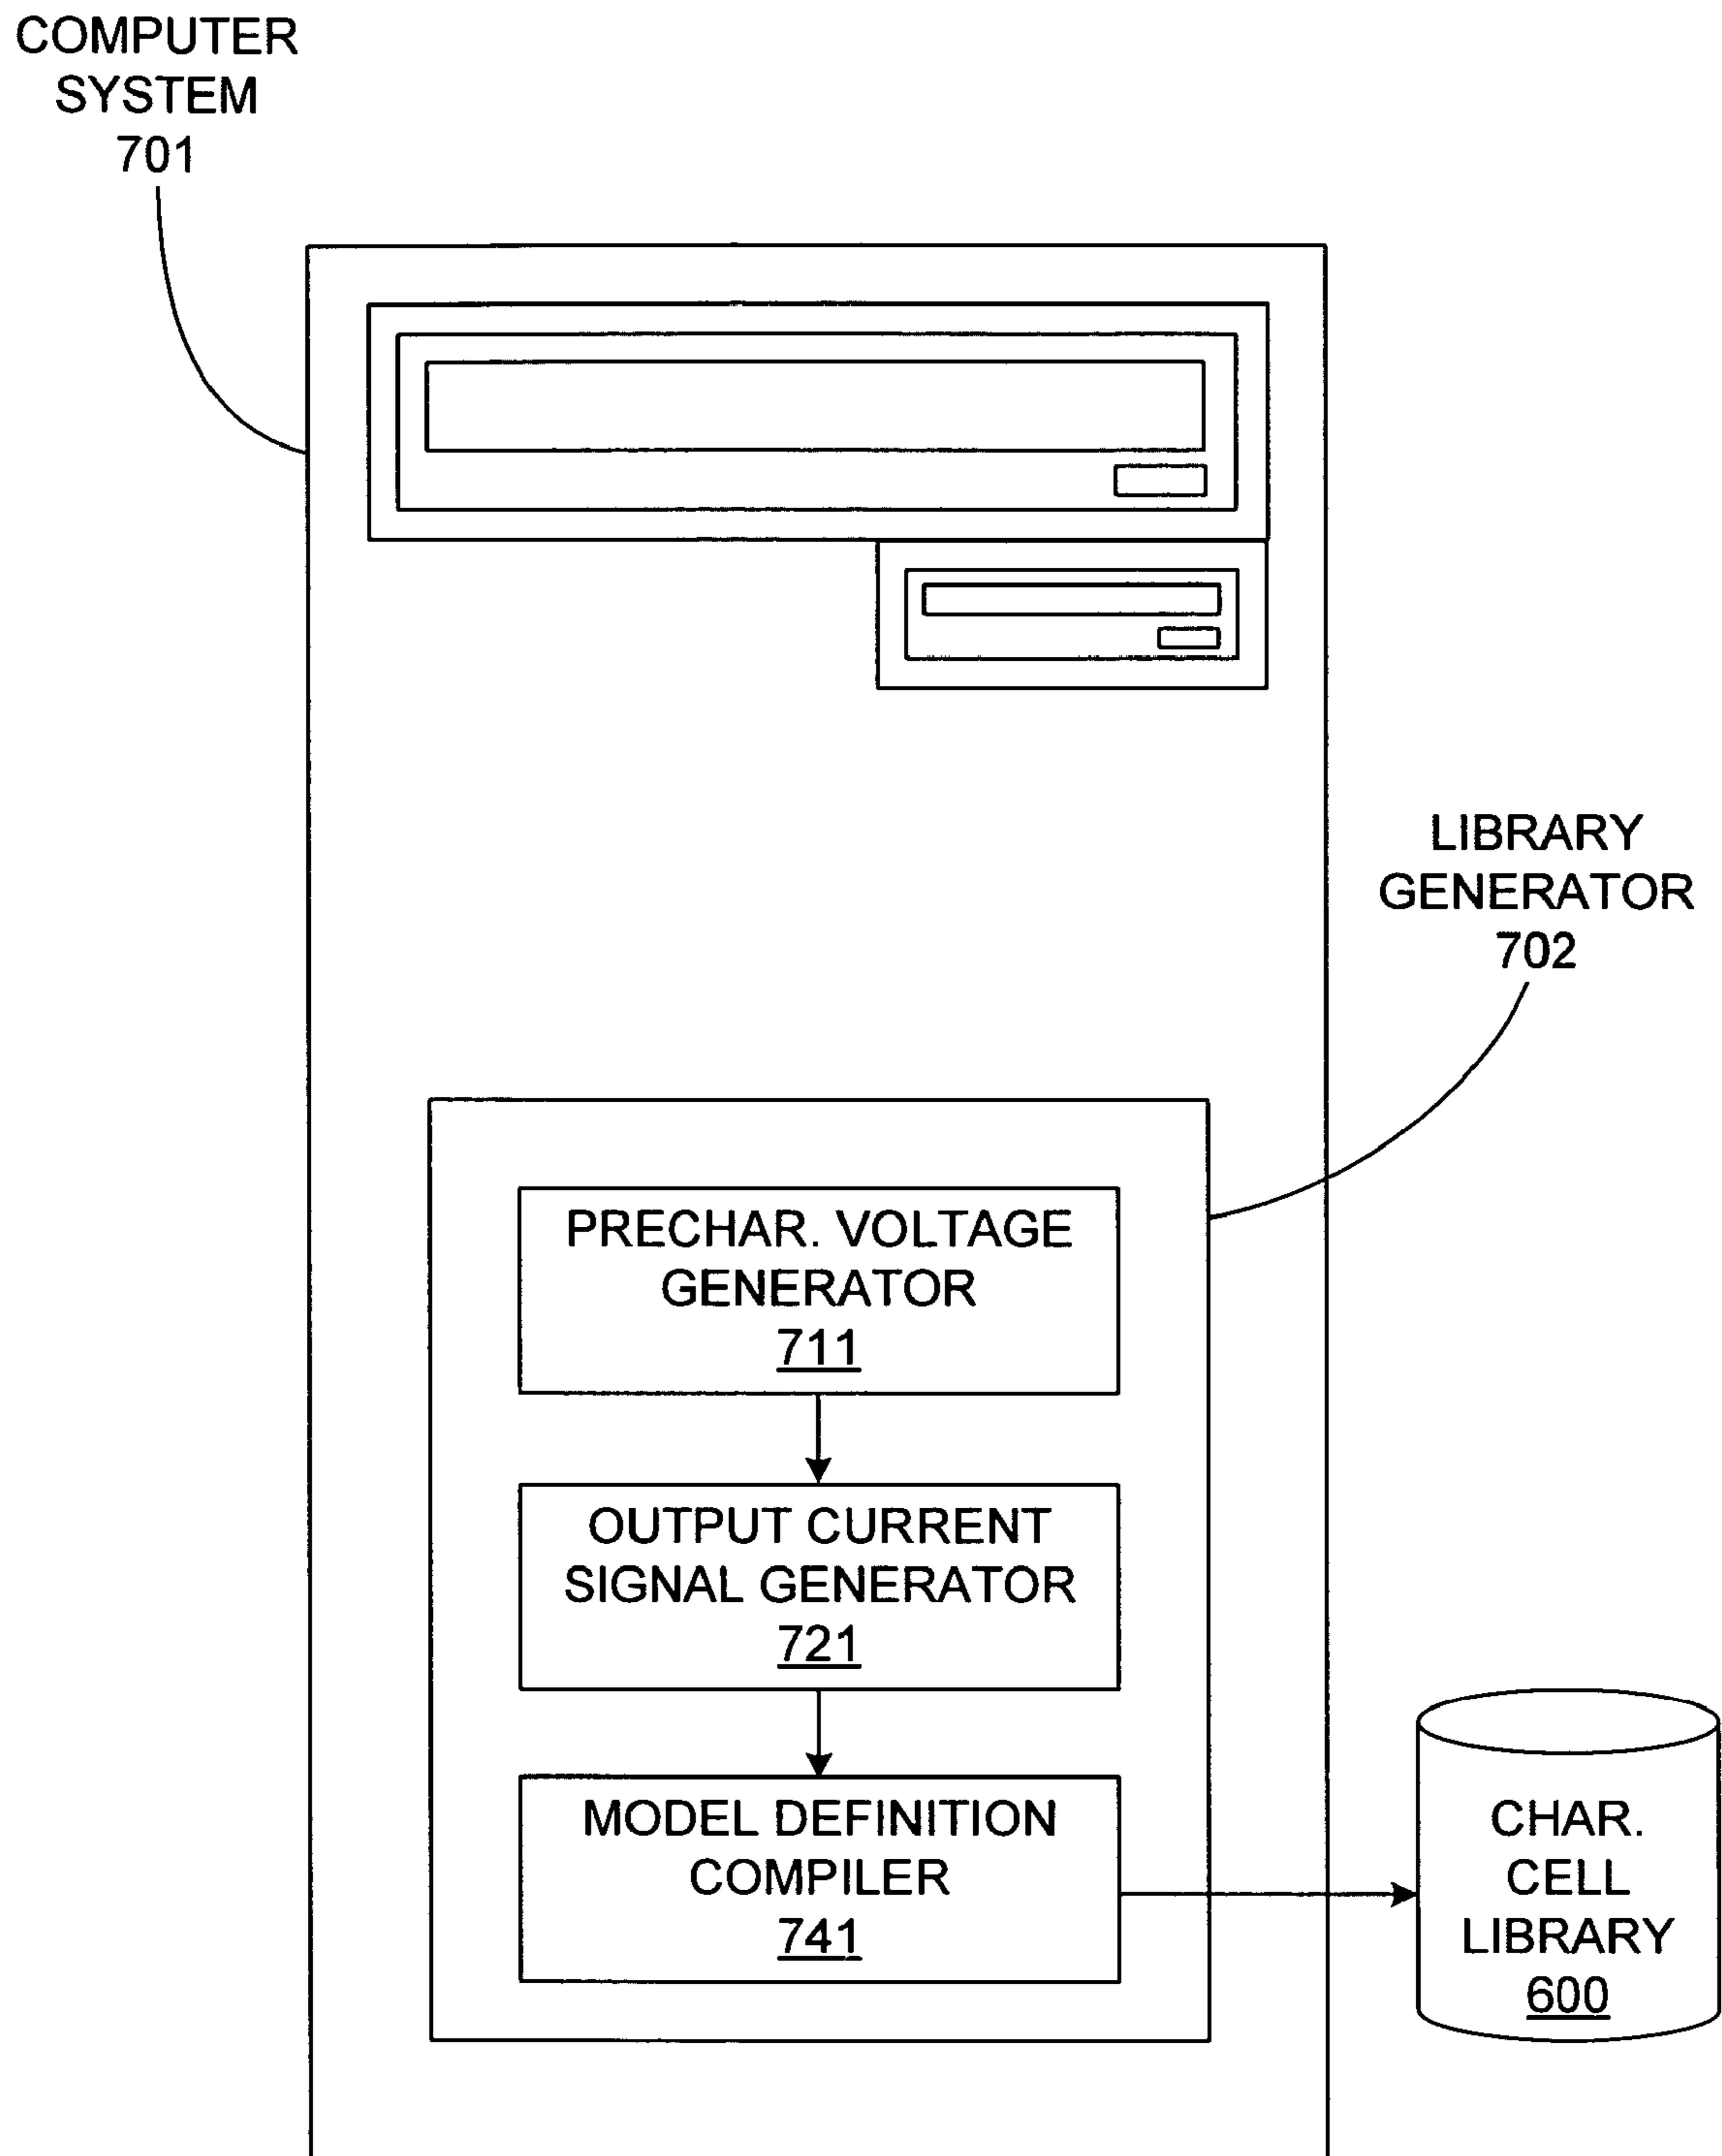 COMPUTER
SYSTEM
701
LIBRARY
GENERATOR
702
PRECHAR. VOLTAGE
GENERATOR
711
OUTPUT CURRENT
SIGNAL GENERATOR
721
MODEL DEFINITION
COMPILER
741
CHAR.
CELL
LIBRARY
600